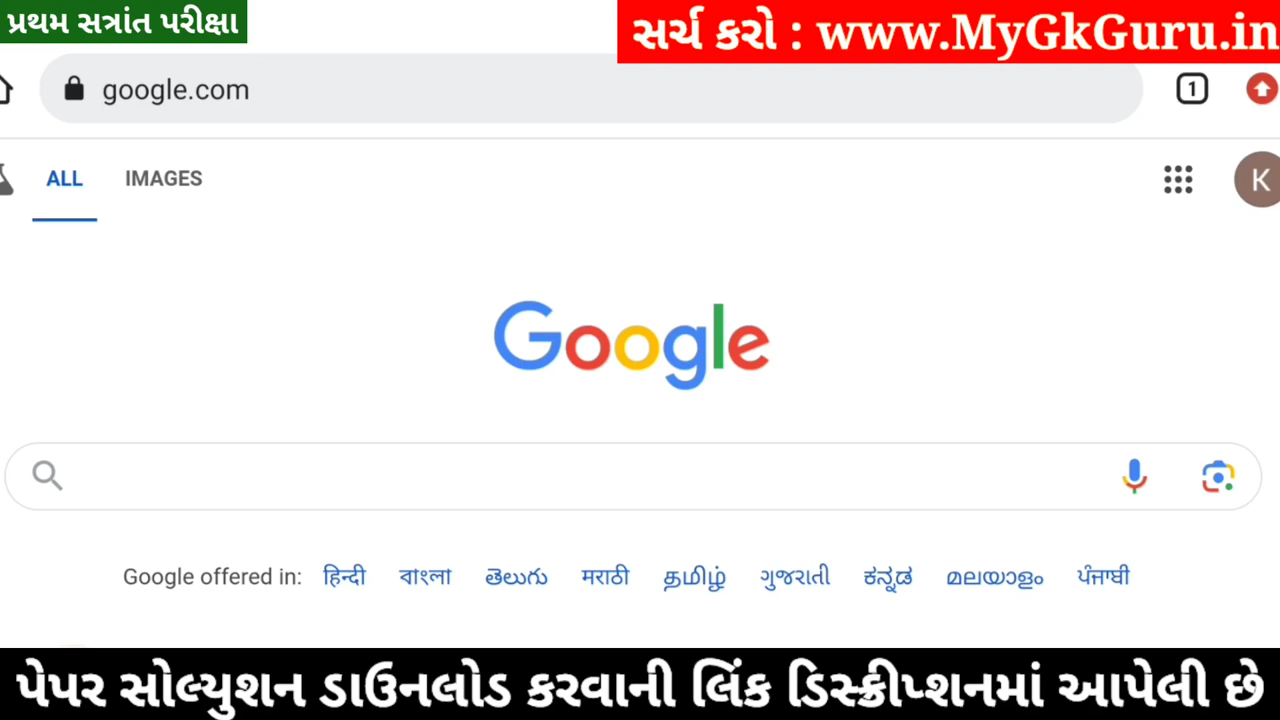 પ્રથમ સત્રાંત પરીક્ષા
સર્ચ કરો : www.MyGkGuru.in
google.com
1
ALL IMAGES
K
Google
Google offered in: हिन्दी বাংলা తెలుగు मराठी தமிழ் ગુજરાતી ಕನ್ನಡ മലയാളം ਪੰਜਾਬੀ
પેપર સોલ્યુશન ડાઉનલોડ કરવાની લિંક ડિસ્ક્રીપ્શનમાં આપેલી છે